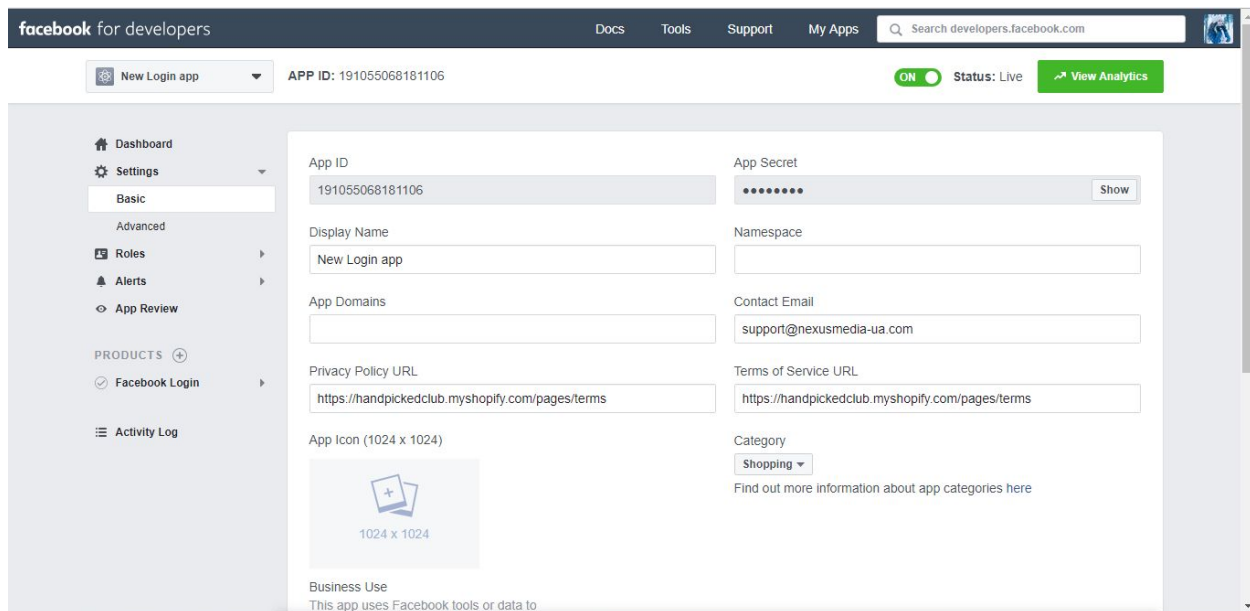 facebook for developers Docs Tools Support My Apps Search developers.facebook.com
New Login app APP ID: 191055068181106 ON Status: Live View Analytics
Dashboard
Settings
Basic
Advanced
Roles
Alerts
App Review
PRODUCTS
Facebook Login
Activity Log
App ID App Secret
191055068181106 •••••••• Show
Display Name Namespace
New Login app
App Domains Contact Email
support@nexusmedia-ua.com
Privacy Policy URL Terms of Service URL
https://handpickedclub.myshopify.com/pages/terms https://handpickedclub.myshopify.com/pages/terms
App Icon (1024 x 1024) Category
Shopping
Find out more information about app categories here
1024 x 1024
Business Use
This app uses Facebook tools or data to